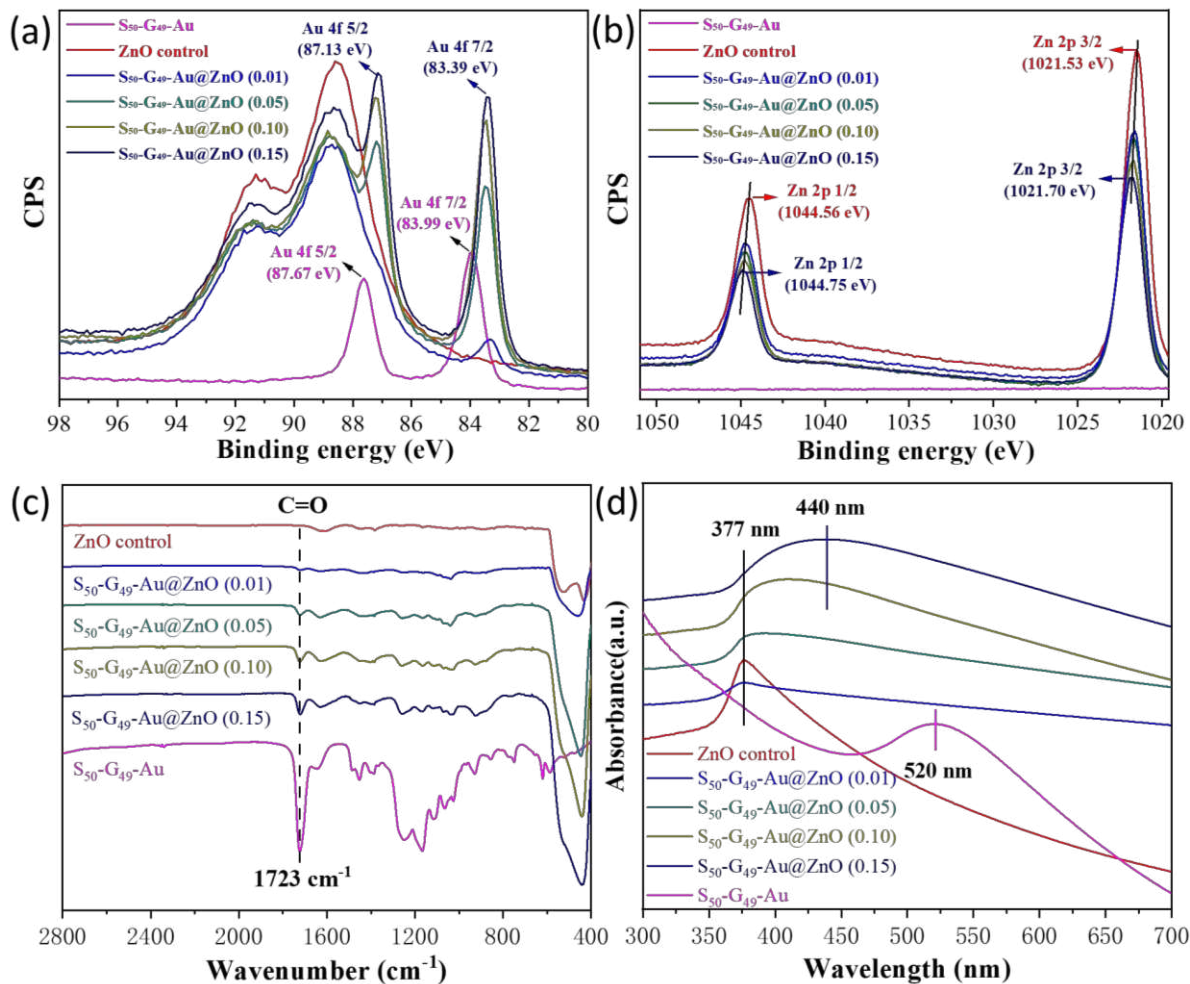 (a)
S₅₀-G₄₉-Au
ZnO control
S₅₀-G₄₉-Au@ZnO (0.01)
S₅₀-G₄₉-Au@ZnO (0.05)
S₅₀-G₄₉-Au@ZnO (0.10)
S₅₀-G₄₉-Au@ZnO (0.15)
Au 4f 5/2
(87.13 eV)
Au 4f 7/2
(83.39 eV)
Au 4f 7/2
(83.99 eV)
Au 4f 5/2
(87.67 eV)
CPS
98 96 94 92 90 88 86 84 82 80
Binding energy (eV)
(b)
S₅₀-G₄₉-Au
ZnO control
S₅₀-G₄₉-Au@ZnO (0.01)
S₅₀-G₄₉-Au@ZnO (0.05)
S₅₀-G₄₉-Au@ZnO (0.10)
S₅₀-G₄₉-Au@ZnO (0.15)
Zn 2p 3/2
(1021.53 eV)
Zn 2p 3/2
(1021.70 eV)
Zn 2p 1/2
(1044.56 eV)
Zn 2p 1/2
(1044.75 eV)
CPS
1050 1045 1040 1035 1030 1025 1020
Binding energy (eV)
(c)
C=O
ZnO control
S₅₀-G₄₉-Au@ZnO (0.01)
S₅₀-G₄₉-Au@ZnO (0.05)
S₅₀-G₄₉-Au@ZnO (0.10)
S₅₀-G₄₉-Au@ZnO (0.15)
S₅₀-G₄₉-Au
1723 cm⁻¹
2800 2400 2000 1600 1200 800 400
Wavenumber (cm⁻¹)
(d)
377 nm
440 nm
520 nm
ZnO control
S₅₀-G₄₉-Au@ZnO (0.01)
S₅₀-G₄₉-Au@ZnO (0.05)
S₅₀-G₄₉-Au@ZnO (0.10)
S₅₀-G₄₉-Au@ZnO (0.15)
S₅₀-G₄₉-Au
Absorbance(a.u.)
300 350 400 450 500 550 600 650 700
Wavelength (nm)